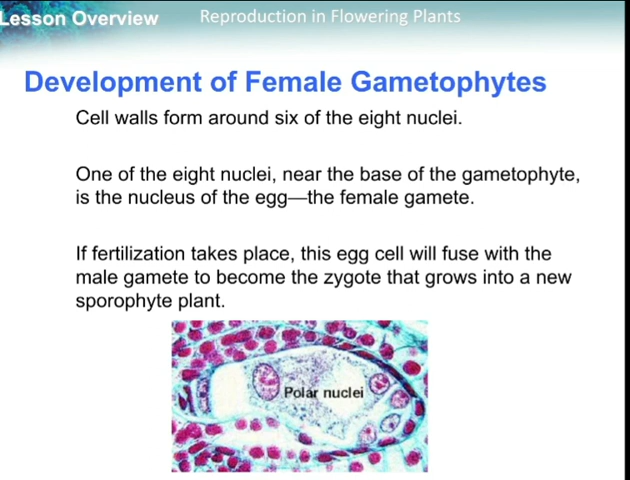 Lesson Overview Reproduction in Flowering Plants
Development of Female Gametophytes
Cell walls form around six of the eight nuclei.
One of the eight nuclei, near the base of the gametophyte,
is the nucleus of the egg—the female gamete.
If fertilization takes place, this egg cell will fuse with the
male gamete to become the zygote that grows into a new
sporophyte plant.
Polar nuclei